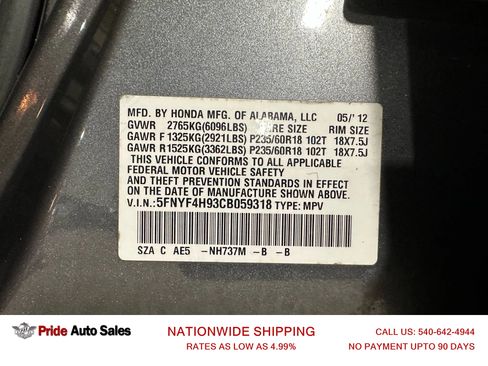 MFD. BY HONDA MFG. OF ALABAMA, LLC 05/'12
GVWR 2765KG(6096LBS) TIRE SIZE RIM SIZE
GAWR F 1325KG(2921LBS) P235/60R18 102T 18X7.5J
GAWR R1525KG(3362LBS) P235/60R18 102T 18X7.5J
THIS VEHICLE CONFORMS TO ALL APPLICABLE
FEDERAL MOTOR VEHICLE SAFETY
AND THEFT PREVENTION STANDARDS IN EFFECT ON
THE DATE OF MANUFACTURE SHOWN ABOVE.
V.I.N.:5FNYF4H93CB059318 TYPE: MPV
SZA C AE5 -NH737M -B -B
Pride Auto Sales
NATIONWIDE SHIPPING
RATES AS LOW AS 4.99%
CALL US: 540-642-4944
NO PAYMENT UPTO 90 DAYS